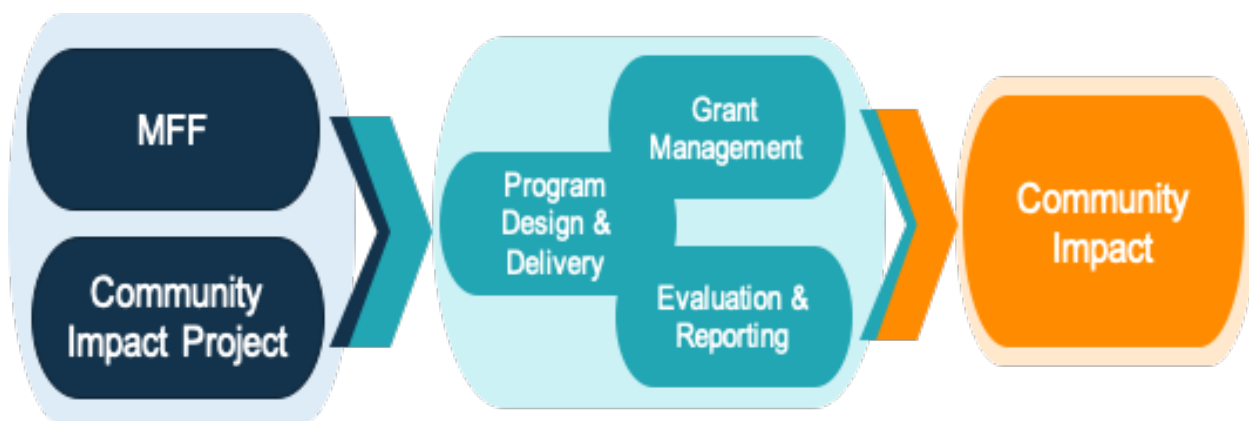 MFF
Community
Impact Project
Program
Design &
Delivery
Grant
Management
Evaluation &
Reporting
Community
Impact